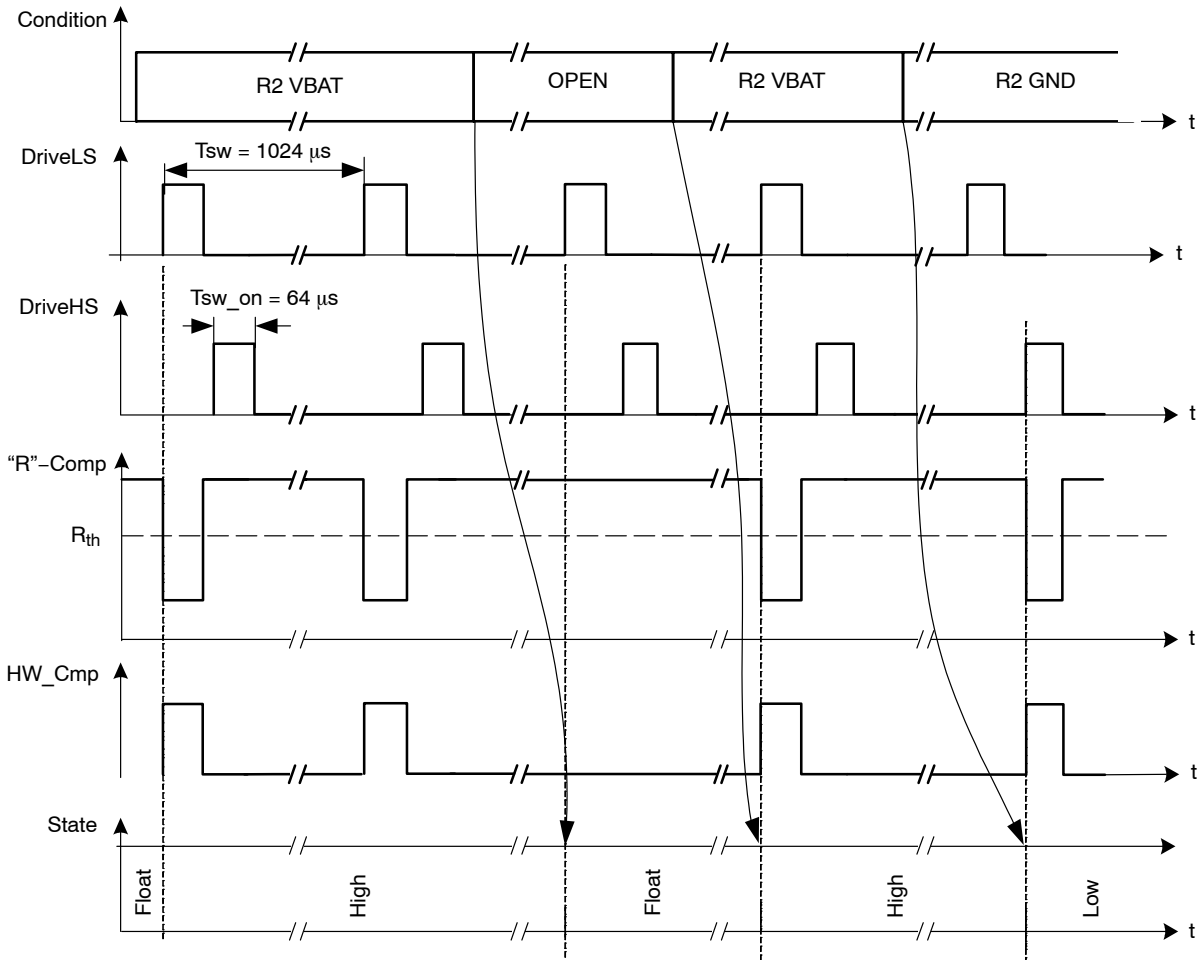 Condition
R2 VBAT
OPEN
R2 VBAT
R2 GND
t
DriveLS
Tsw = 1024 μs
t
DriveHS
Tsw_on = 64 μs
t
“R”−Comp
Rth
t
HW_Cmp
t
State
Float
High
Float
High
Low
t